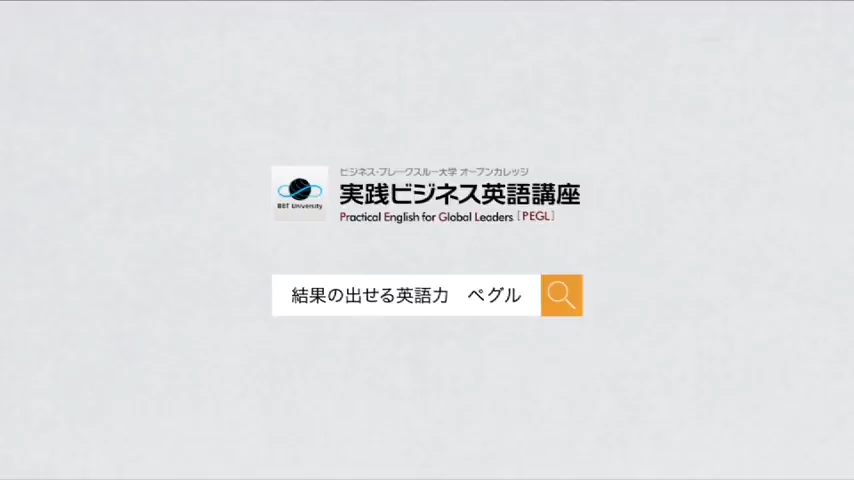 ビジネス・ブレークスルー大学 オープンカレッジ
実践ビジネス英語講座
BBT University
Practical English for Global Leaders [PEGL]
結果の出せる英語力　ペグル